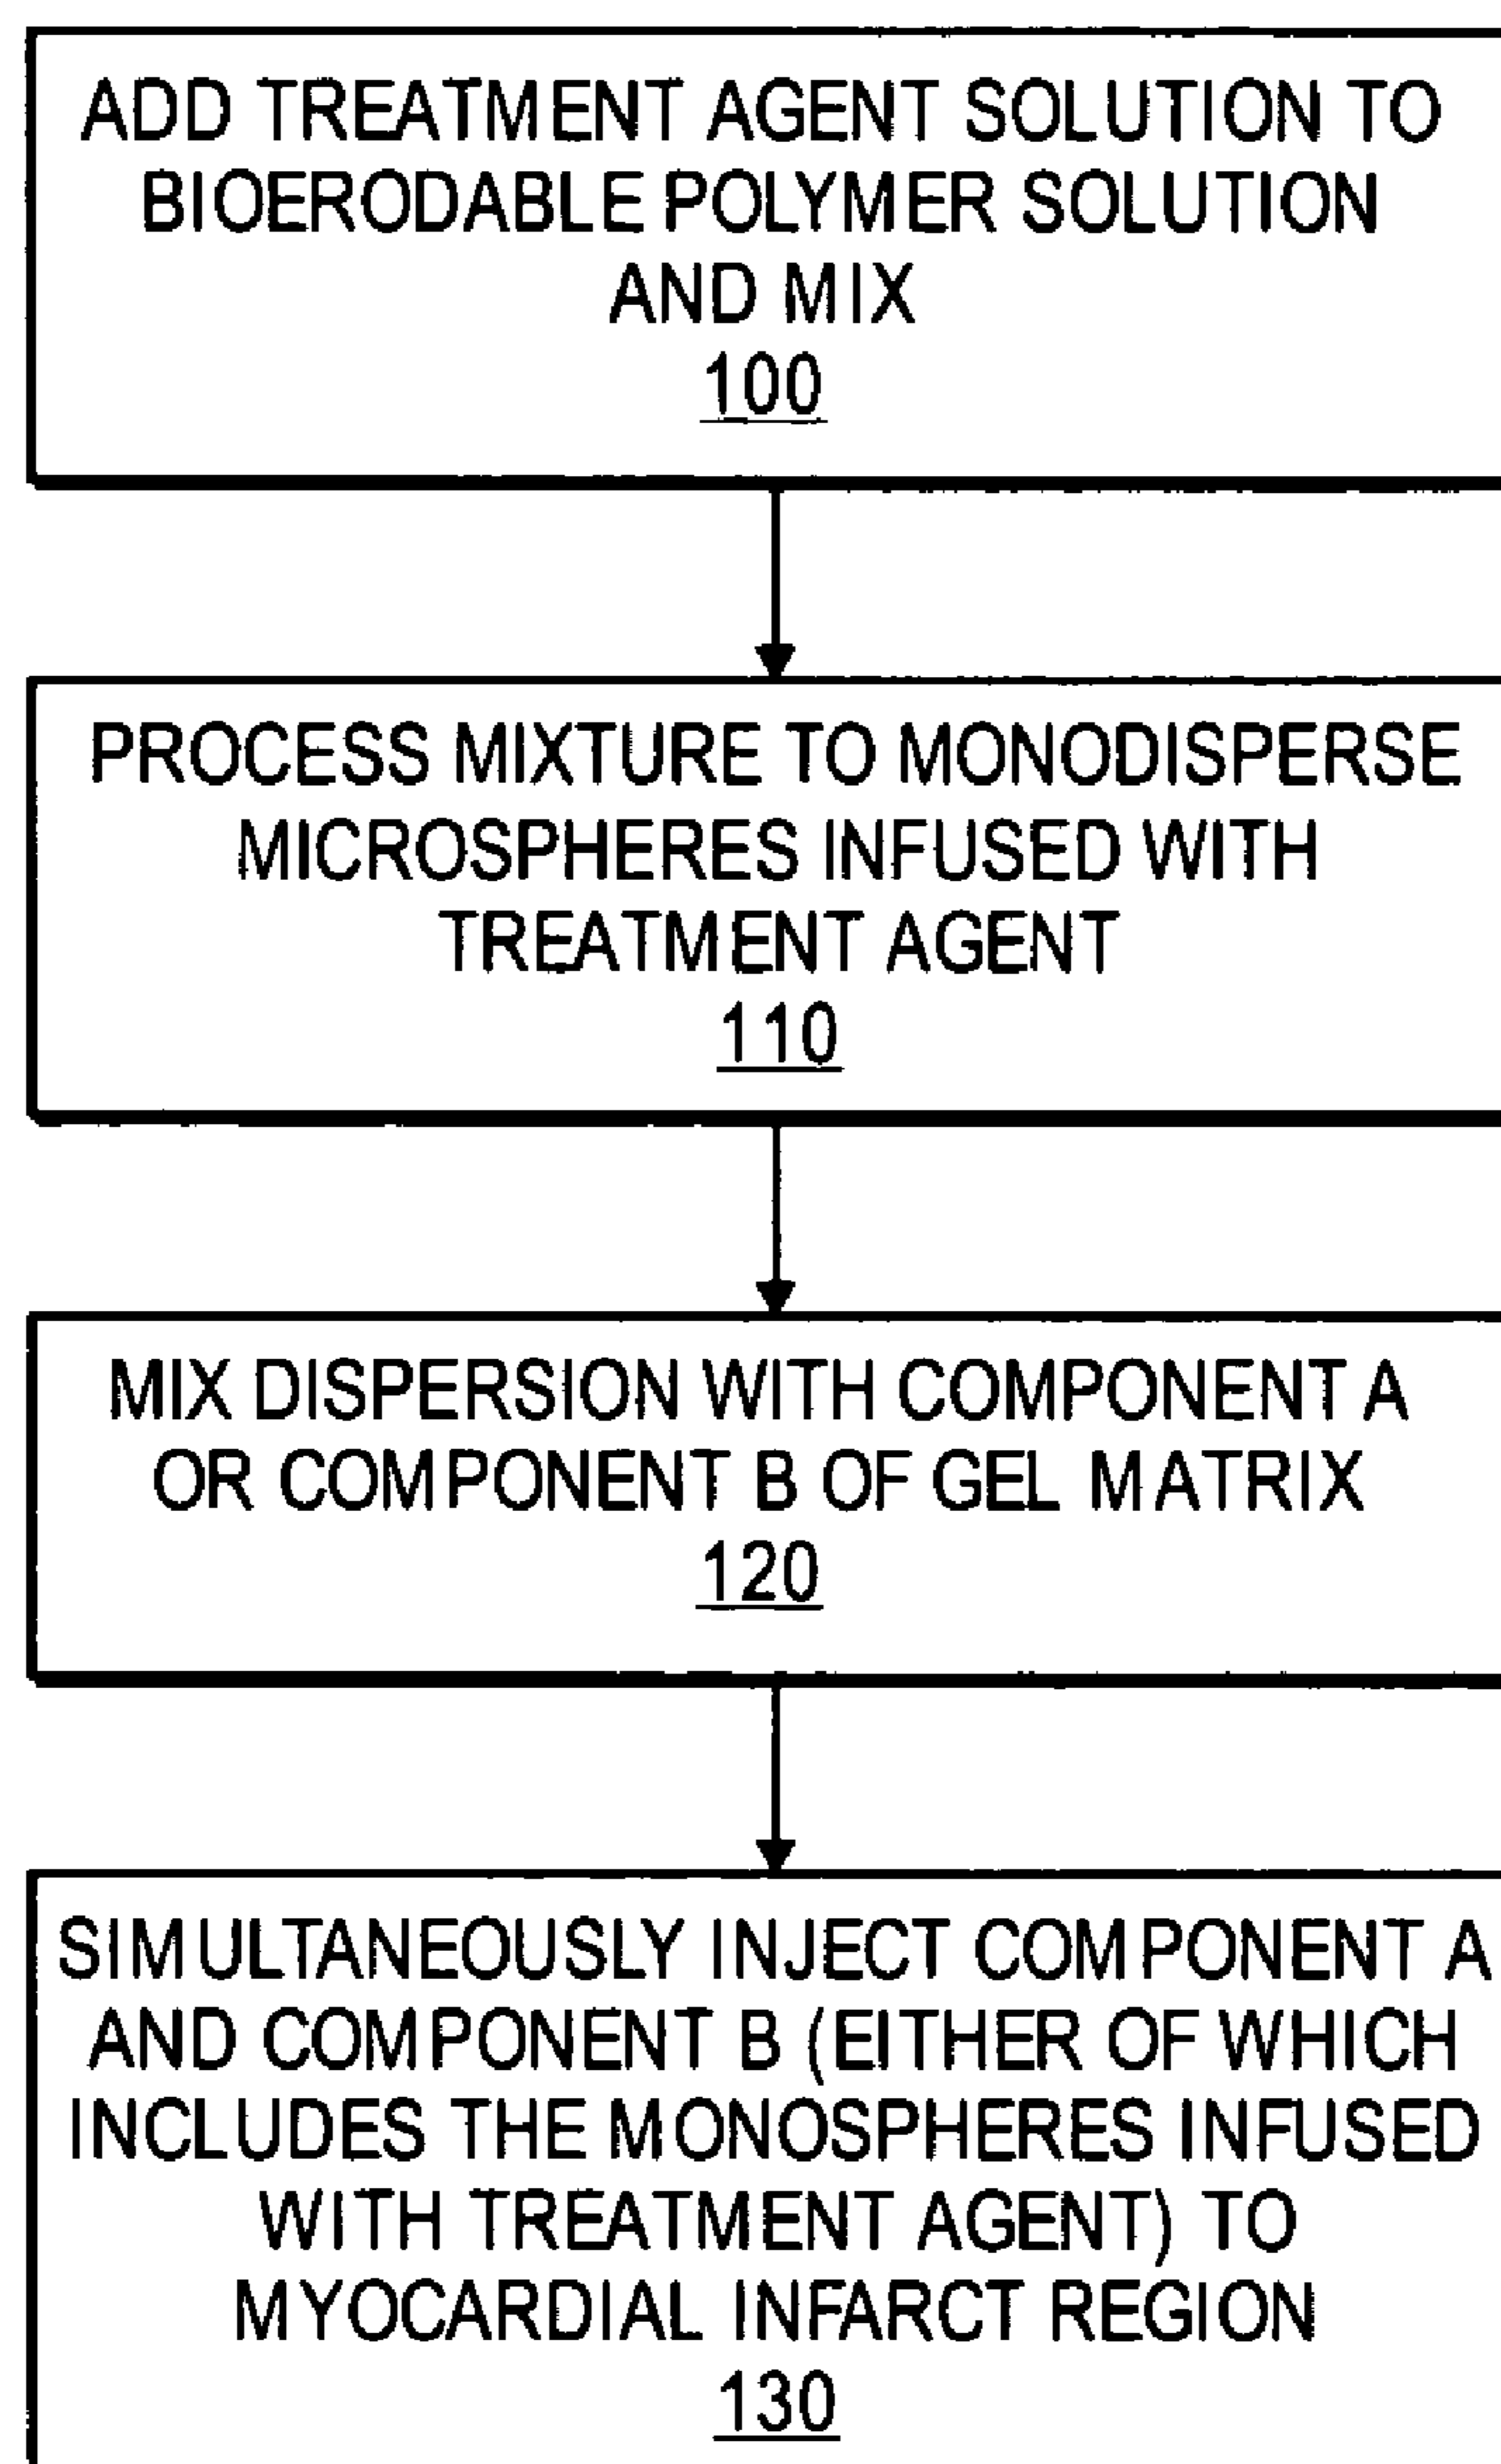 ADD TREATMENT AGENT SOLUTION TO
BIOERODABLE POLYMER SOLUTION
AND MIX
100
PROCESS MIXTURE TO MONODISPERSE
MICROSPHERES INFUSED WITH
TREATMENT AGENT
110
MIX DISPERSION WITH COMPONENT A
OR COMPONENT B OF GEL MATRIX
120
SIMULTANEOUSLY INJECT COMPONENT A
AND COMPONENT B (EITHER OF WHICH
INCLUDES THE MONOSPHERES INFUSED
WITH TREATMENT AGENT) TO
MYOCARDIAL INFARCT REGION
130